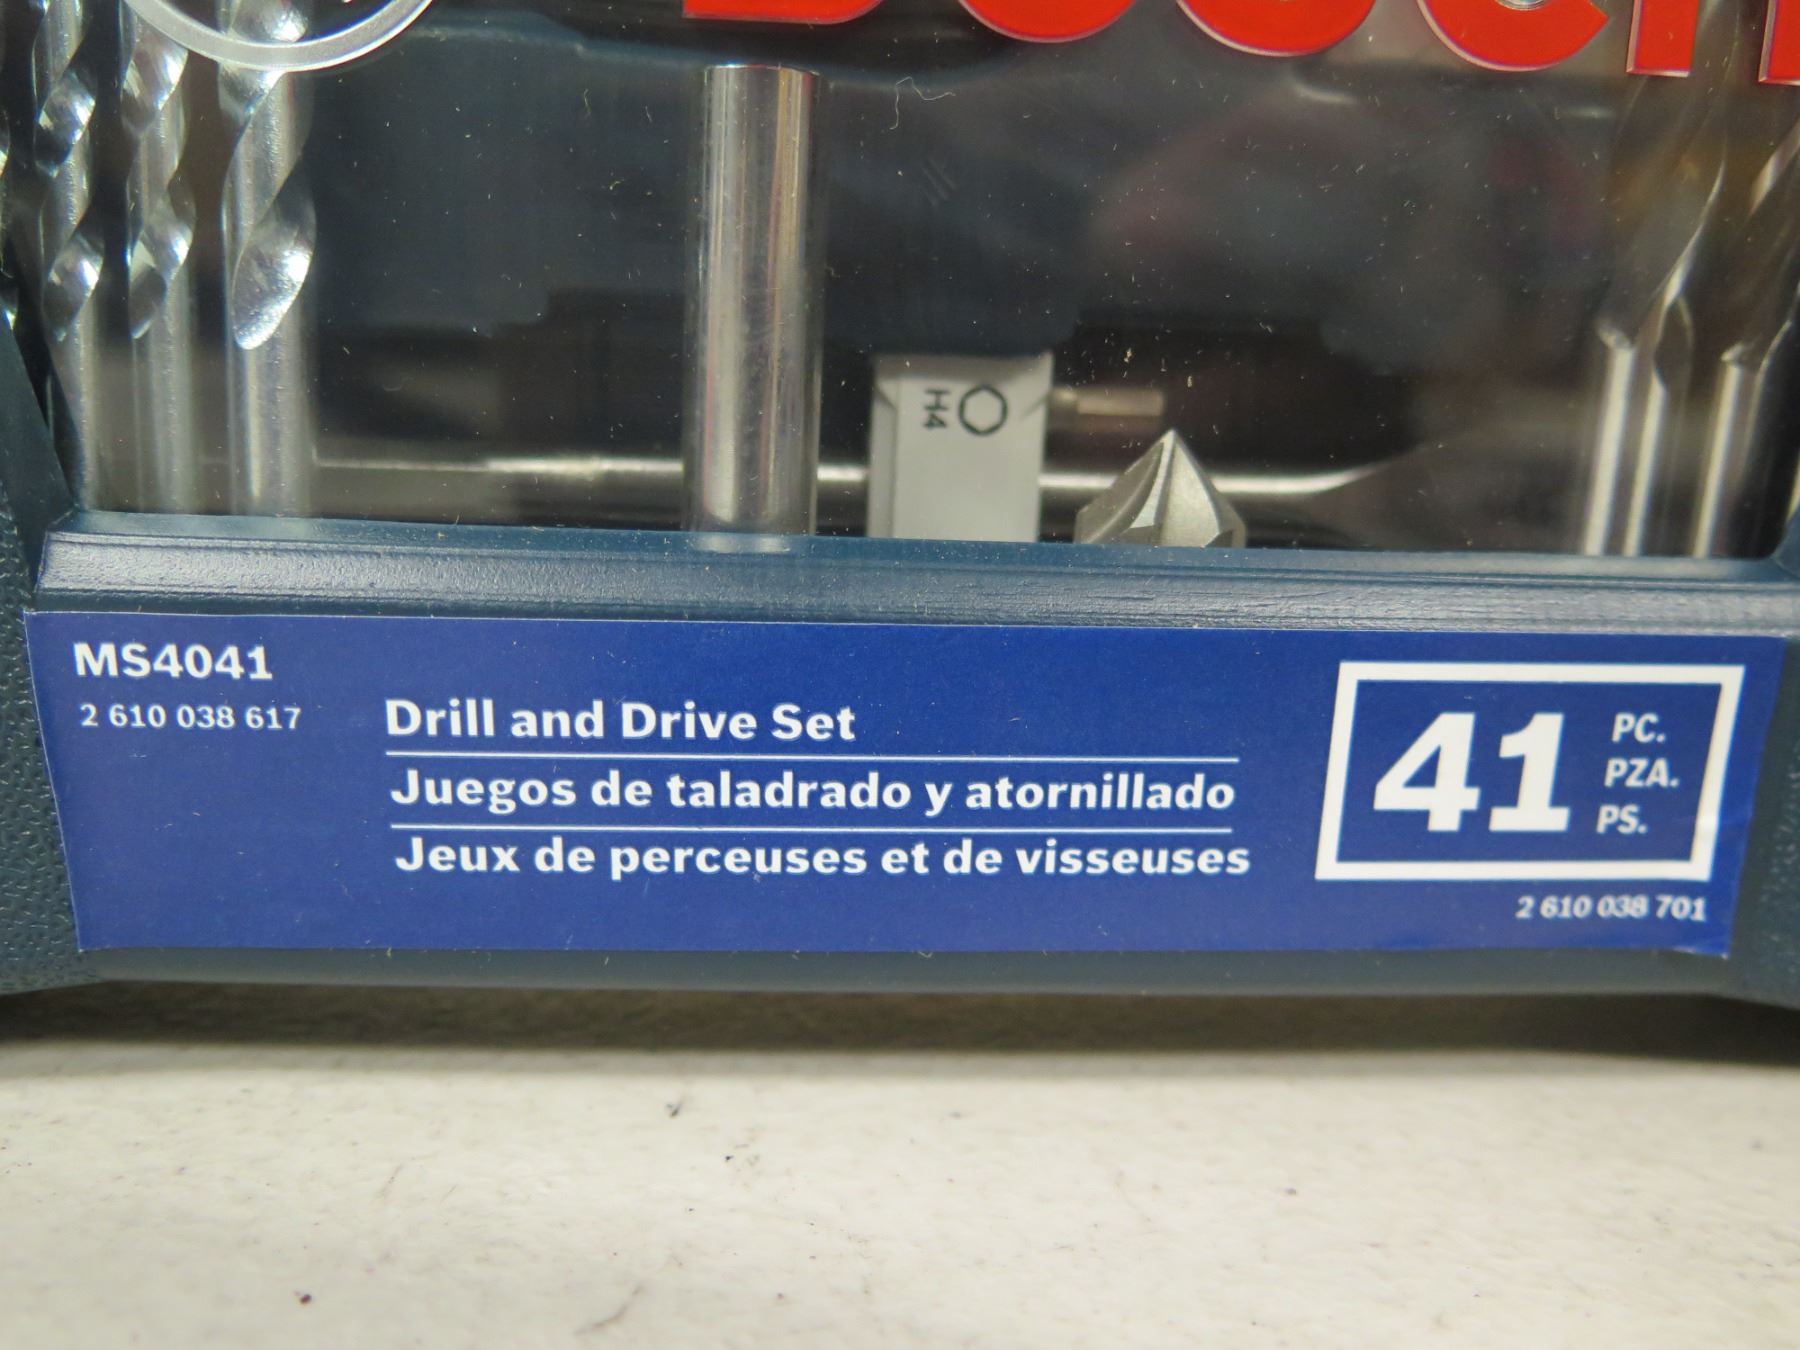 BOSCH
H4
MS4041
2 610 038 617
Drill and Drive Set
Juegos de taladrado y atornillado
Jeux de perceuses et de visseuses
41
PC.
PZA.
PS.
2 610 038 701